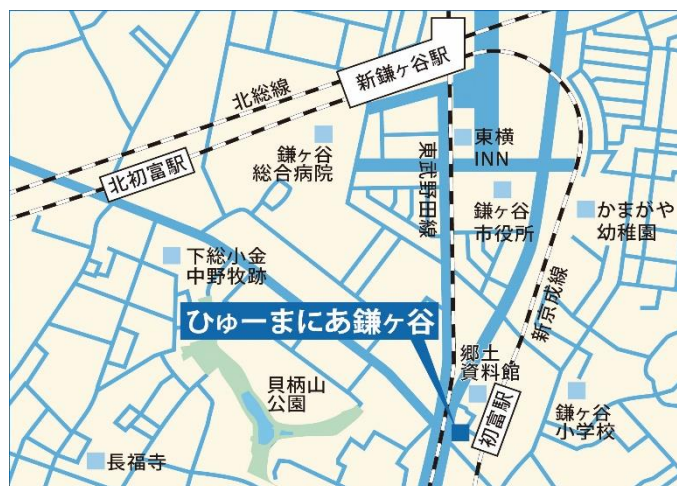 新鎌ヶ谷駅
北総線
北初富駅
鎌ヶ谷
総合病院
東武野田線
東横
INN
鎌ヶ谷
市役所
かまがや
幼稚園
下総小金
中野牧跡
新京成線
ひゅーまにあ鎌ヶ谷
郷土
資料館
貝柄山
公園
初富駅
鎌ヶ谷
小学校
長福寺